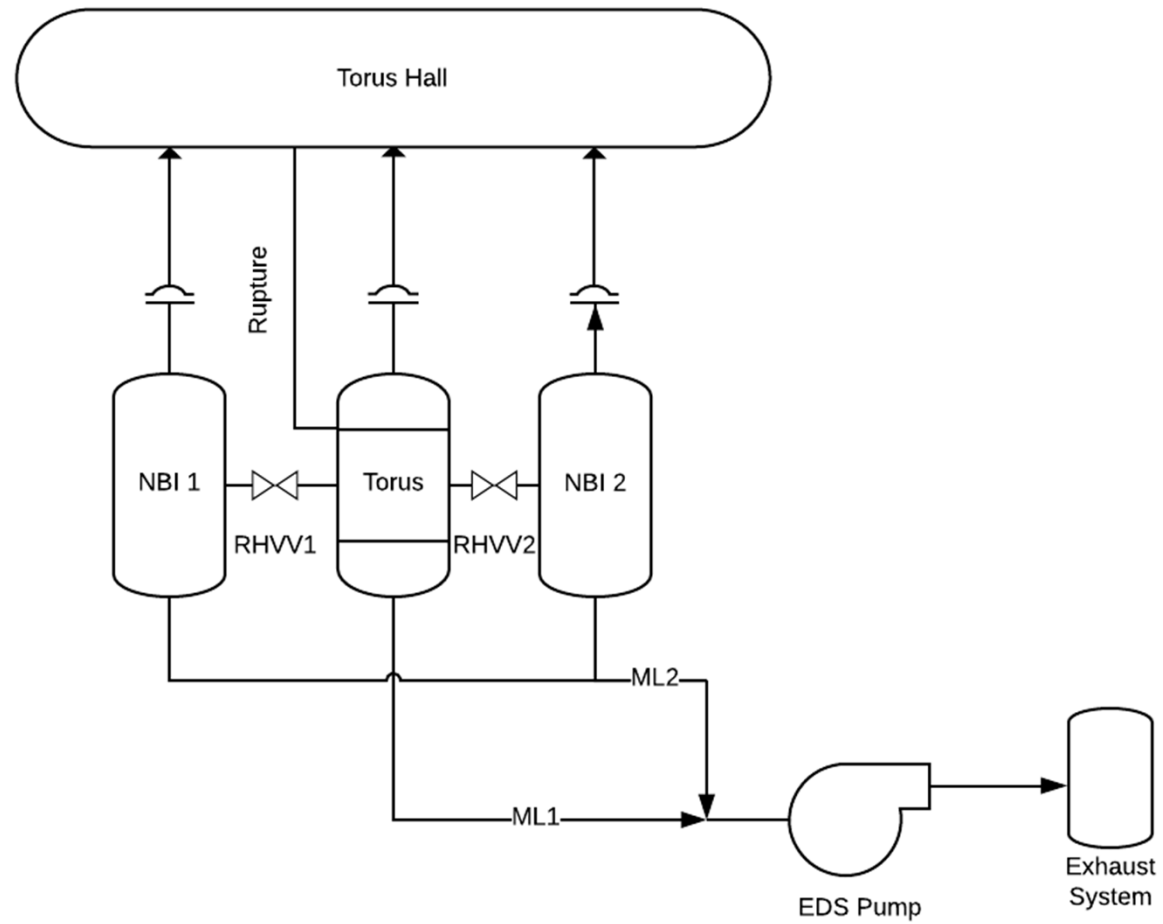 Torus Hall
Rupture
NBI 1
Torus
NBI 2
RHVV1
RHVV2
ML2
ML1
EDS Pump
Exhaust
System